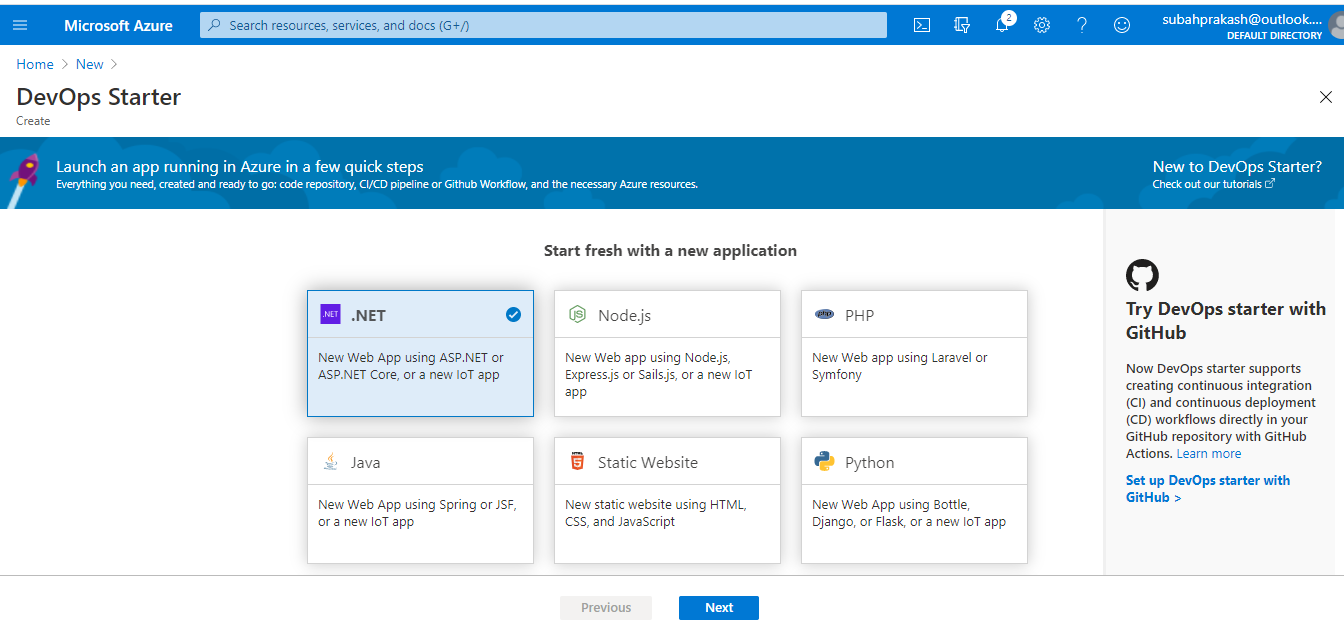 Microsoft Azure
Search resources, services, and docs (G+/)
2
subahprakash@outlook....
DEFAULT DIRECTORY
Home > New >
DevOps Starter
Create
Launch an app running in Azure in a few quick steps
Everything you need, created and ready to go: code repository, CI/CD pipeline or Github Workflow, and the necessary Azure resources.
New to DevOps Starter?
Check out our tutorials
Start fresh with a new application
.NET
.NET
New Web App using ASP.NET or
ASP.NET Core, or a new IoT app
Node.js
New Web app using Node.js,
Express.js or Sails.js, or a new IoT
app
php
PHP
New Web app using Laravel or
Symfony
Java
New Web App using Spring or JSF,
or a new IoT app
5
Static Website
New static website using HTML,
CSS, and JavaScript
Python
New Web App using Bottle,
Django, or Flask, or a new IoT app
Try DevOps starter with
GitHub
Now DevOps starter supports
creating continuous integration
(CI) and continuous deployment
(CD) workflows directly in your
GitHub repository with GitHub
Actions. Learn more
Set up DevOps starter with
GitHub >
Previous
Next